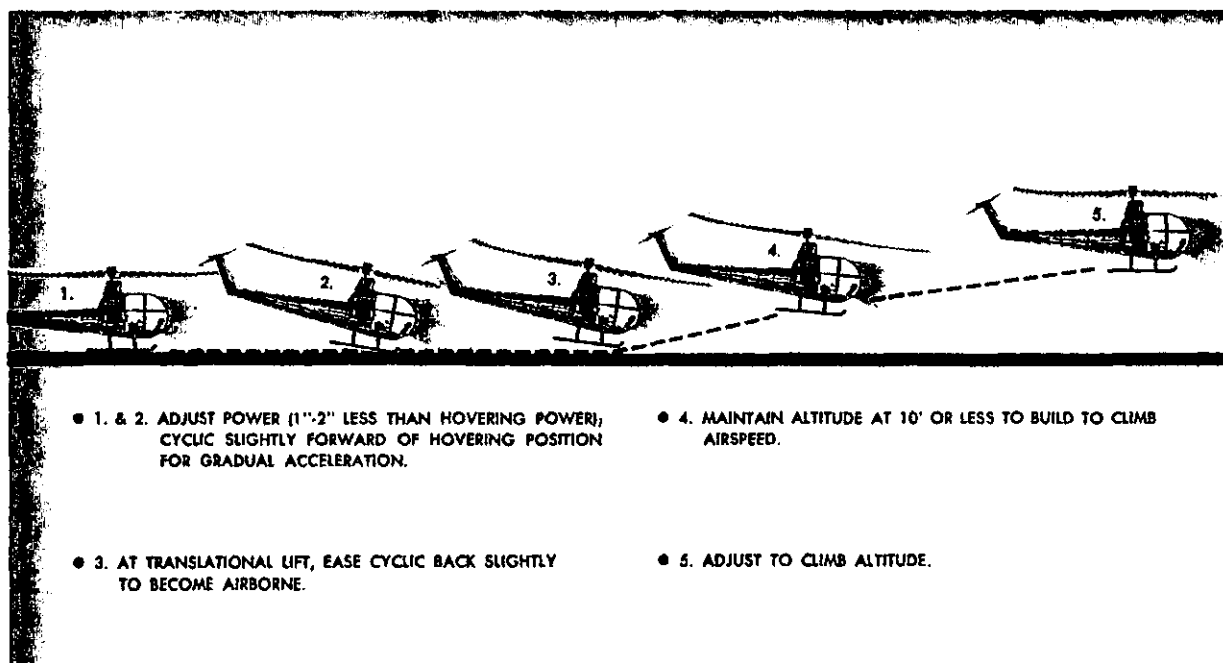 1.
2.
3.
4.
5.
● 1. & 2. ADJUST POWER (1"-2" LESS THAN HOVERING POWER);
CYCLIC SLIGHTLY FORWARD OF HOVERING POSITION
FOR GRADUAL ACCELERATION.
● 3. AT TRANSLATIONAL LIFT, EASE CYCLIC BACK SLIGHTLY
TO BECOME AIRBORNE.
● 4. MAINTAIN ALTITUDE AT 10' OR LESS TO BUILD TO CLIMB
AIRSPEED.
● 5. ADJUST TO CLIMB ALTITUDE.